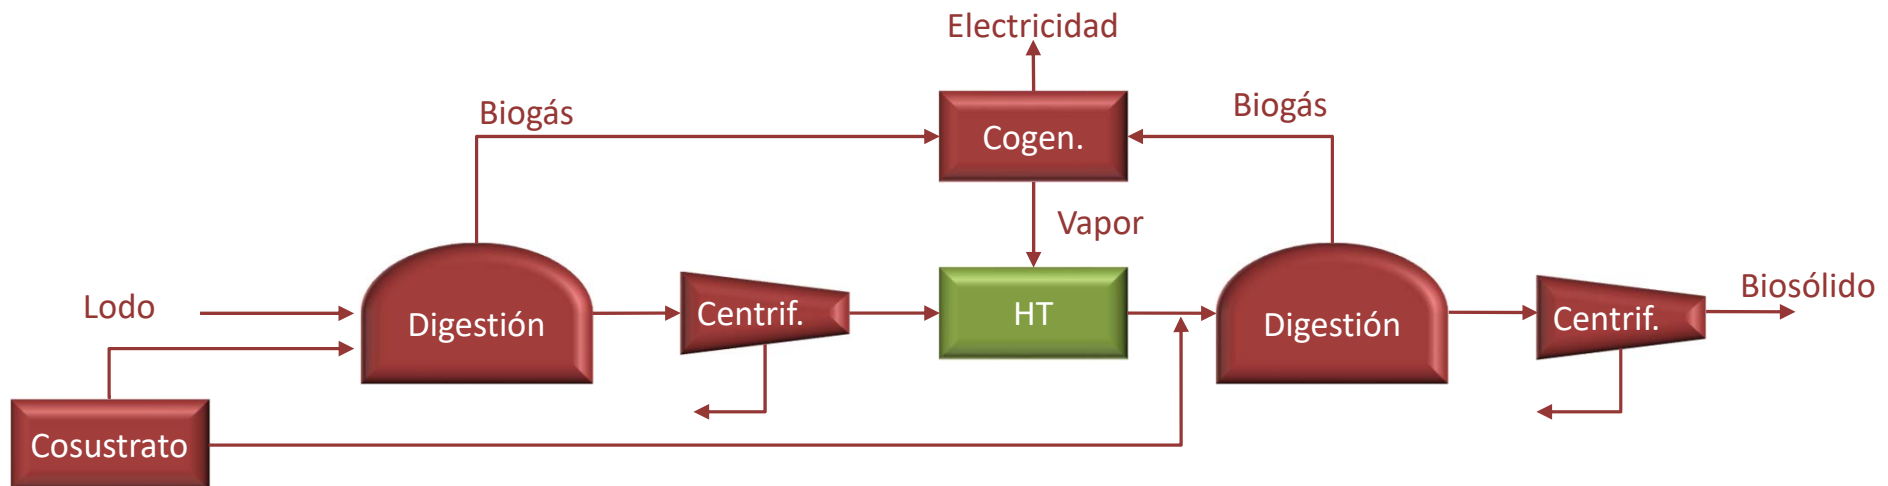 Electricidad
Biogás
Cogen.
Biogás
Vapor
Lodo
Digestión
Centrif.
HT
Digestión
Centrif.
Biosólido
Cosustrato